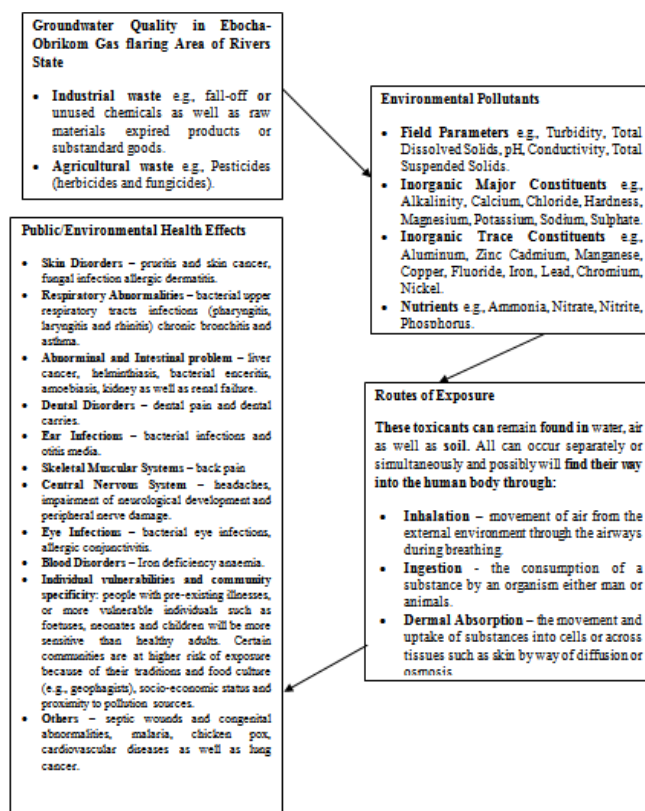 Groundwater Quality in Ebocha-
Obrikom Gas flaring Area of Rivers
State
• Industrial waste e.g., fall-off or
unused chemicals as well as raw
materials expired products or
substandard goods.
• Agricultural waste e.g., Pesticides
(herbicides and fungicides).
Environmental Pollutants
• Field Parameters e.g., Turbidity, Total
Dissolved Solids, pH, Conductivity, Total
Suspended Solids.
• Inorganic Major Constituents e.g.,
Alkalinity, Calcium, Chloride, Hardness,
Magnesium, Potassium, Sodium, Sulphate.
• Inorganic Trace Constituents e.g.,
Aluminum, Zinc Cadmium, Manganese,
Copper, Fluoride, Iron, Lead, Chromium,
Nickel.
• Nutrients e.g., Ammonia, Nitrate, Nitrite,
Phosphorus.
Routes of Exposure
These toxicants can remain found in water, air
as well as soil. All can occur separately or
simultaneously and possibly will find their way
into the human body through:
• Inhalation – movement of air from the
external environment through the airways
during breathing.
• Ingestion - the consumption of a
substance by an organism either man or
animals.
• Dermal Absorption – the movement and
uptake of substances into cells or across
tissues such as skin by way of diffusion or
osmosis.
Public/Environmental Health Effects
• Skin Disorders – pruritis and skin cancer,
fungal infection allergic dermatitis.
• Respiratory Abnormalities – bacterial upper
respiratory tracts infections (pharyngitis,
laryngitis and rhinitis) chronic bronchitis and
asthma.
• Abnorminal and Intestinal problem – liver
cancer, helminthiasis, bacterial enceritis,
amoebiasis, kidney as well as renal failure.
• Dental Disorders – dental pain and dental
carries.
• Ear Infections – bacterial infections and
otitis media.
• Skeletal Muscular Systems – back pain
• Central Nervous System – headaches,
impairment of neurological development and
peripheral nerve damage.
• Eye Infections – bacterial eye infections,
allergic conjunctivitis.
• Blood Disorders – Iron deficiency anaemia.
• Individual vulnerabilities and community
specificity: people with pre-existing illnesses,
or more vulnerable individuals such as
foetuses, neonates and children will be more
sensitive than healthy adults. Certain
communities are at higher risk of exposure
because of their traditions and food culture
(e.g., geophagists), socio-economic status and
proximity to pollution sources.
• Others – septic wounds and congenital
abnormalities, malaria, chicken pox,
cardiovascular diseases as well as lung
cancer.